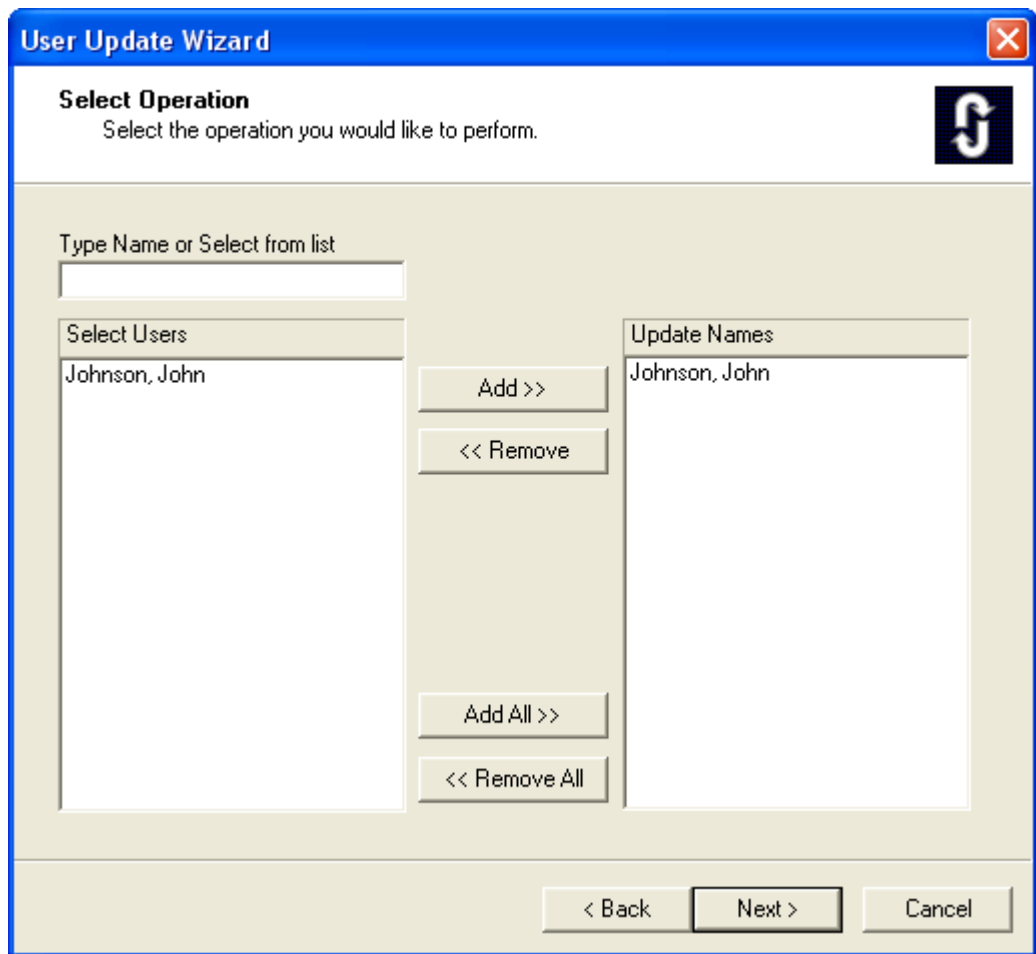 User Update Wizard
Select Operation
Select the operation you would like to perform.
Type Name or Select from list
Select Users
Johnson, John
Add >>
<< Remove
Add All >>
<< Remove All
Update Names
Johnson, John
< Back
Next >
Cancel